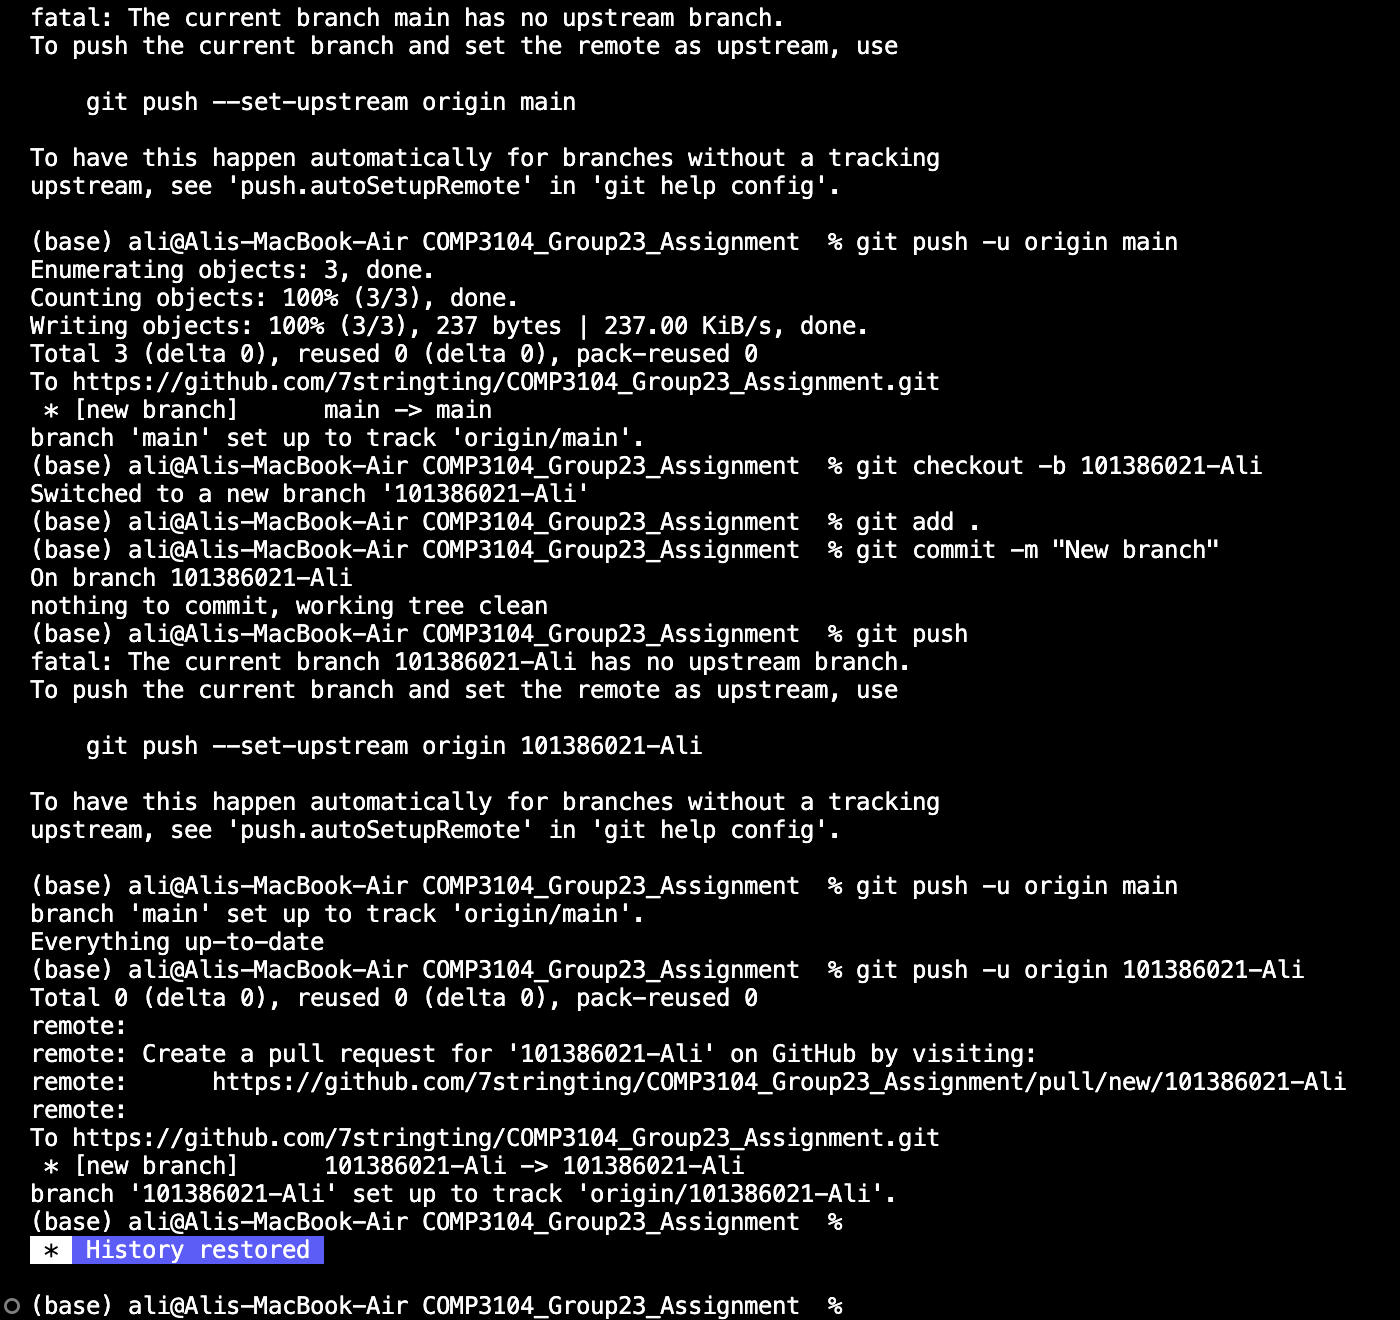 fatal: The current branch main has no upstream branch.
To push the current branch and set the remote as upstream, use
git push --set-upstream origin main
To have this happen automatically for branches without a tracking
upstream, see 'push.autoSetupRemote' in 'git help config'.
(base) ali@Alis-MacBook-Air COMP3104_Group23_Assignment % git push -u origin main
Enumerating objects: 3, done.
Counting objects: 100% (3/3), done.
Writing objects: 100% (3/3), 237 bytes | 237.00 KiB/s, done.
Total 3 (delta 0), reused 0 (delta 0), pack-reused 0
To https://github.com/7stringting/COMP3104_Group23_Assignment.git
* [new branch] main -> main
branch 'main' set up to track 'origin/main'.
(base) ali@Alis-MacBook-Air COMP3104_Group23_Assignment % git checkout -b 101386021-Ali
Switched to a new branch '101386021-Ali'
(base) ali@Alis-MacBook-Air COMP3104_Group23_Assignment % git add .
(base) ali@Alis-MacBook-Air COMP3104_Group23_Assignment % git commit -m "New branch"
On branch 101386021-Ali
nothing to commit, working tree clean
(base) ali@Alis-MacBook-Air COMP3104_Group23_Assignment % git push
fatal: The current branch 101386021-Ali has no upstream branch.
To push the current branch and set the remote as upstream, use
git push --set-upstream origin 101386021-Ali
To have this happen automatically for branches without a tracking
upstream, see 'push.autoSetupRemote' in 'git help config'.
(base) ali@Alis-MacBook-Air COMP3104_Group23_Assignment % git push -u origin main
branch 'main' set up to track 'origin/main'.
Everything up-to-date
(base) ali@Alis-MacBook-Air COMP3104_Group23_Assignment % git push -u origin 101386021-Ali
Total 0 (delta 0), reused 0 (delta 0), pack-reused 0
remote:
remote: Create a pull request for '101386021-Ali' on GitHub by visiting:
remote: https://github.com/7stringting/COMP3104_Group23_Assignment/pull/new/101386021-Ali
remote:
To https://github.com/7stringting/COMP3104_Group23_Assignment.git
* [new branch] 101386021-Ali -> 101386021-Ali
branch '101386021-Ali' set up to track 'origin/101386021-Ali'.
(base) ali@Alis-MacBook-Air COMP3104_Group23_Assignment %
* History restored
(base) ali@Alis-MacBook-Air COMP3104_Group23_Assignment %